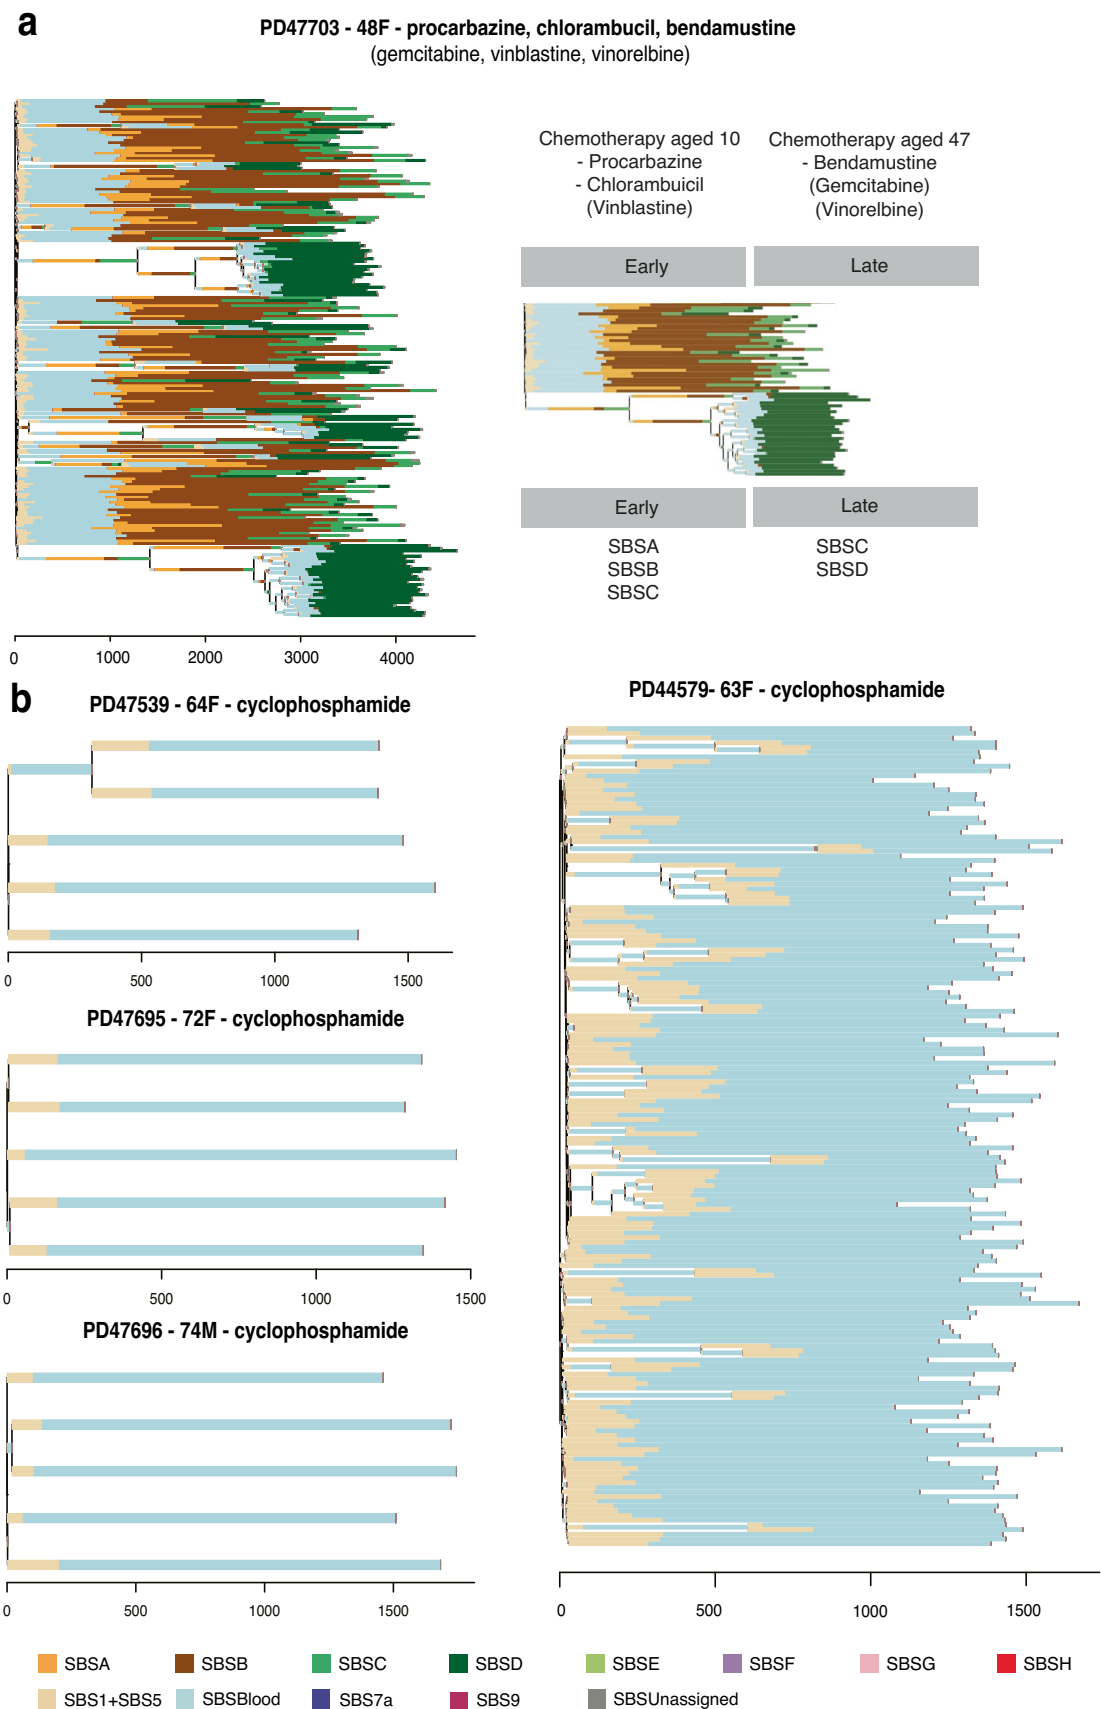 a
PD47703 - 48F - procarbazine, chlorambucil, bendamustine
(gemcitabine, vinblastine, vinorelbine)
Chemotherapy aged 10
- Procarbazine
- Chlorambuicil
(Vinblastine)
Chemotherapy aged 47
- Bendamustine
(Gemcitabine)
(Vinorelbine)
Early
Late
Early
Late
SBSA
SBSB
SBSC
SBSC
SBSD
0 1000 2000 3000 4000
b
PD47539 - 64F - cyclophosphamide
0 500 1000 1500
PD47695 - 72F - cyclophosphamide
0 500 1000 1500
PD47696 - 74M - cyclophosphamide
0 500 1000 1500
PD44579- 63F - cyclophosphamide
0 500 1000 1500
SBSA SBSB SBSC SBSD SBSE SBSF SBSG SBSH
SBS1+SBS5 SBSBlood SBS7a SBS9 SBSUnassigned